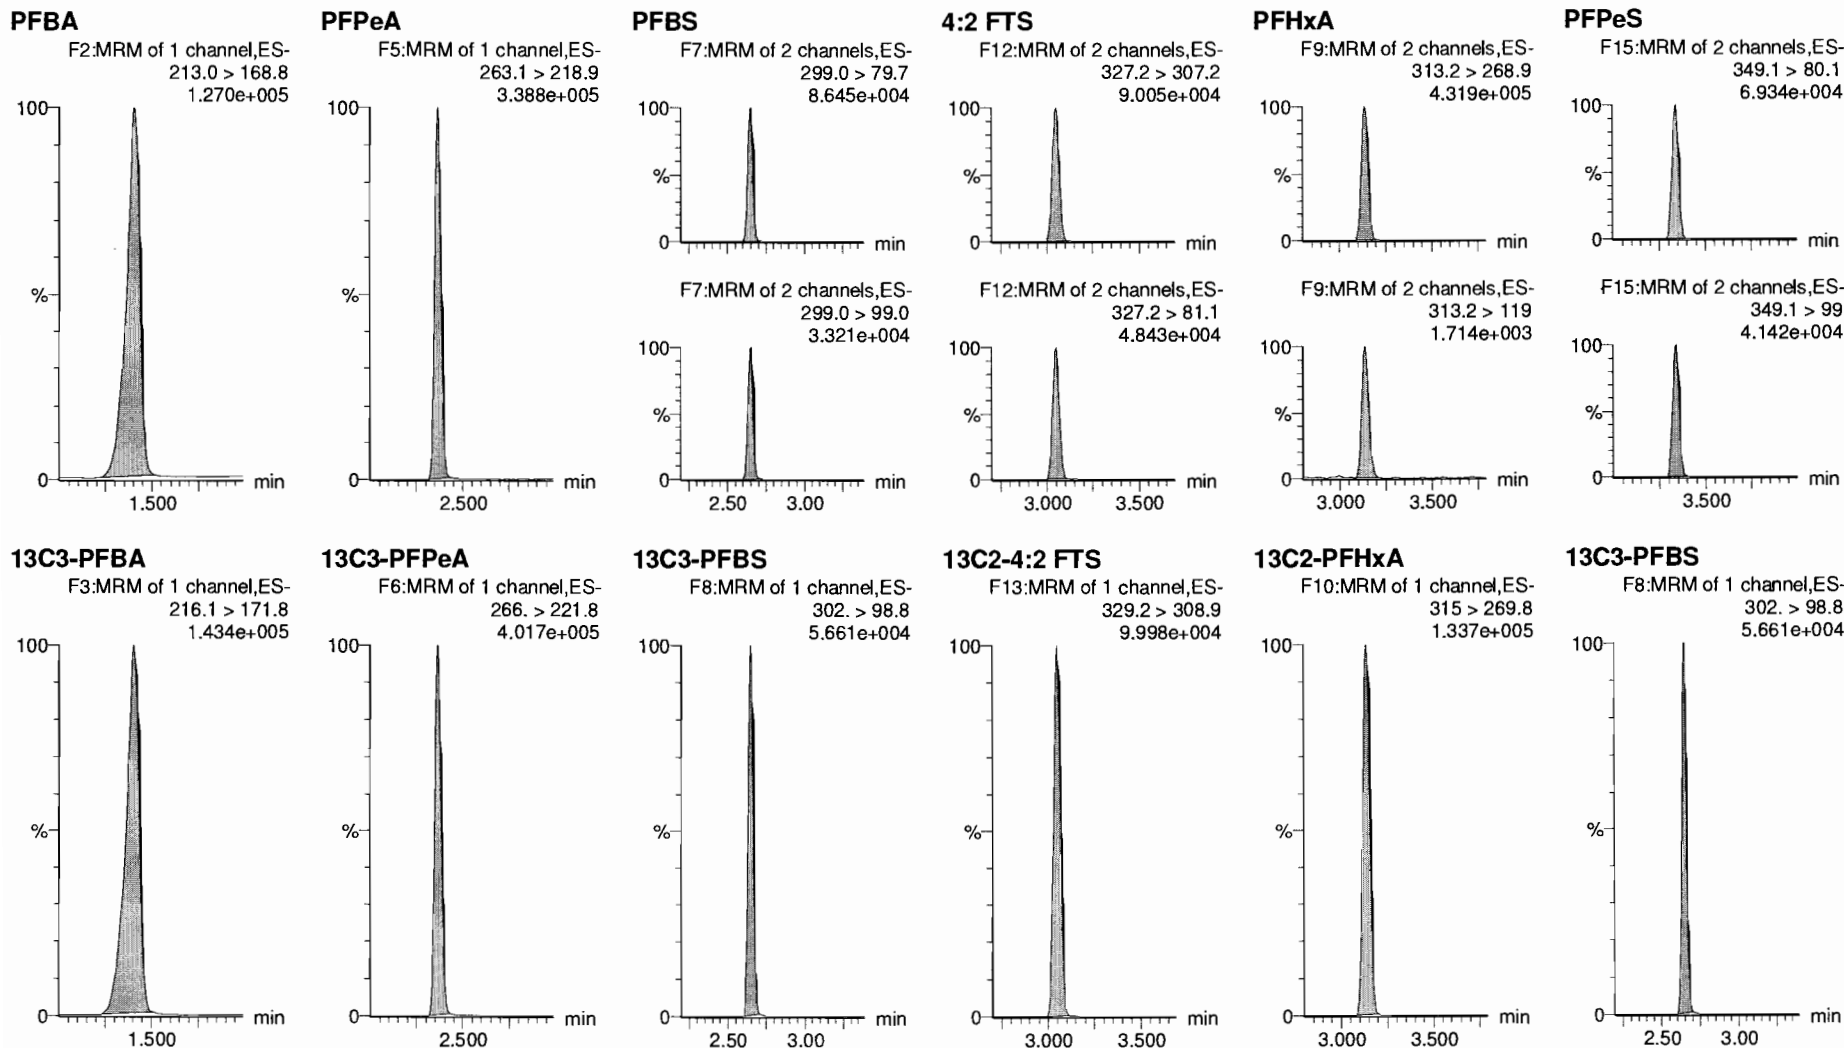 PFBA
F2:MRM of 1 channel,ES-
213.0 > 168.8
1.270e+005
100
%
0
min
1.500
PFPeA
F5:MRM of 1 channel,ES-
263.1 > 218.9
3.388e+005
100
%
0
min
2.500
PFBS
F7:MRM of 2 channels,ES-
299.0 > 79.7
8.645e+004
100
%
0
min
F7:MRM of 2 channels,ES-
299.0 > 99.0
3.321e+004
100
%
0
min
2.50 3.00
4:2 FTS
F12:MRM of 2 channels,ES-
327.2 > 307.2
9.005e+004
100
%
0
min
F12:MRM of 2 channels,ES-
327.2 > 81.1
4.843e+004
100
%
0
min
3.000 3.500
PFHxA
F9:MRM of 2 channels,ES-
313.2 > 268.9
4.319e+005
100
%
0
min
F9:MRM of 2 channels,ES-
313.2 > 119
1.714e+003
100
%
0
min
3.000 3.500
PFPeS
F15:MRM of 2 channels,ES-
349.1 > 80.1
6.934e+004
100
%
0
min
F15:MRM of 2 channels,ES-
349.1 > 99
4.142e+004
100
%
0
min
3.500
13C3-PFBA
F3:MRM of 1 channel,ES-
216.1 > 171.8
1.434e+005
100
%
0
min
1.500
13C3-PFPeA
F6:MRM of 1 channel,ES-
266. > 221.8
4.017e+005
100
%
0
min
2.500
13C3-PFBS
F8:MRM of 1 channel,ES-
302. > 98.8
5.661e+004
100
%
0
min
2.50 3.00
13C2-4:2 FTS
F13:MRM of 1 channel,ES-
329.2 > 308.9
9.998e+004
100
%
0
min
3.000 3.500
13C2-PFHxA
F10:MRM of 1 channel,ES-
315 > 269.8
1.337e+005
100
%
0
min
3.000 3.500
13C3-PFBS
F8:MRM of 1 channel,ES-
302. > 98.8
5.661e+004
100
%
0
min
2.50 3.00